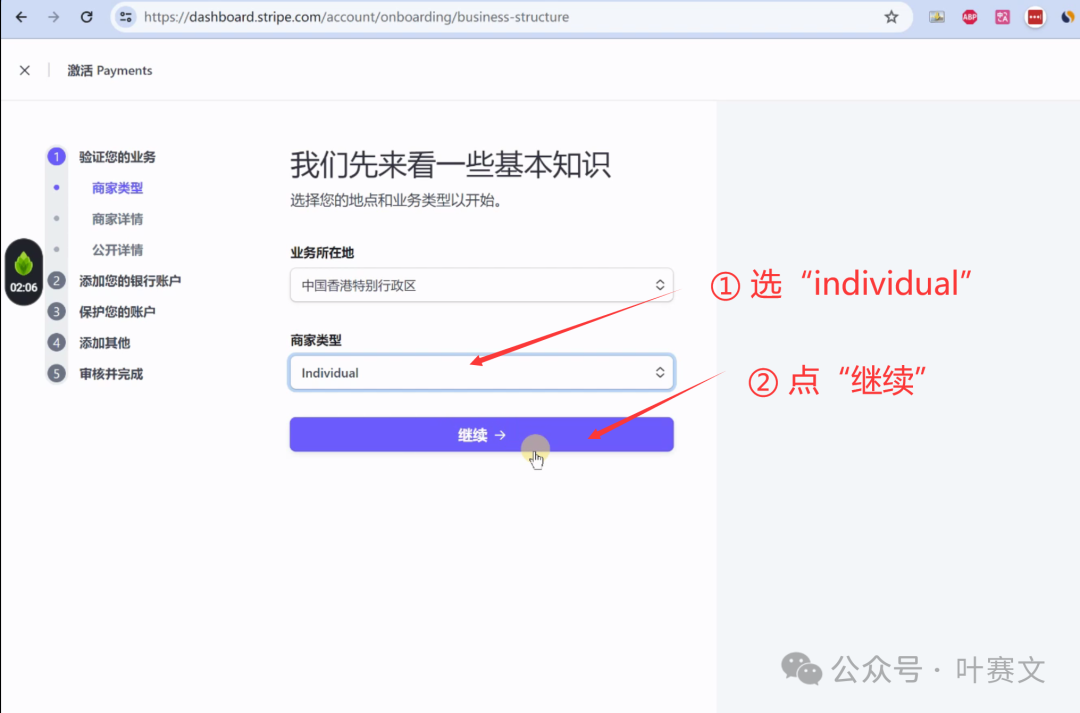 https://dashboard.stripe.com/account/onboarding/business-structure
ABP
激活 Payments
1 验证您的业务
商家类型
商家详情
公开详情
2 添加您的银行账户
3 保护您的账户
4 添加其他
5 审核并完成
02:06
我们先来看一些基本知识
选择您的地点和业务类型以开始。
业务所在地
中国香港特别行政区
商家类型
Individual
继续 →
① 选“individual”
② 点“继续”
公众号 · 叶赛文